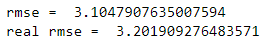 rmse =  3.1047907635007594
real rmse =  3.201909276483571